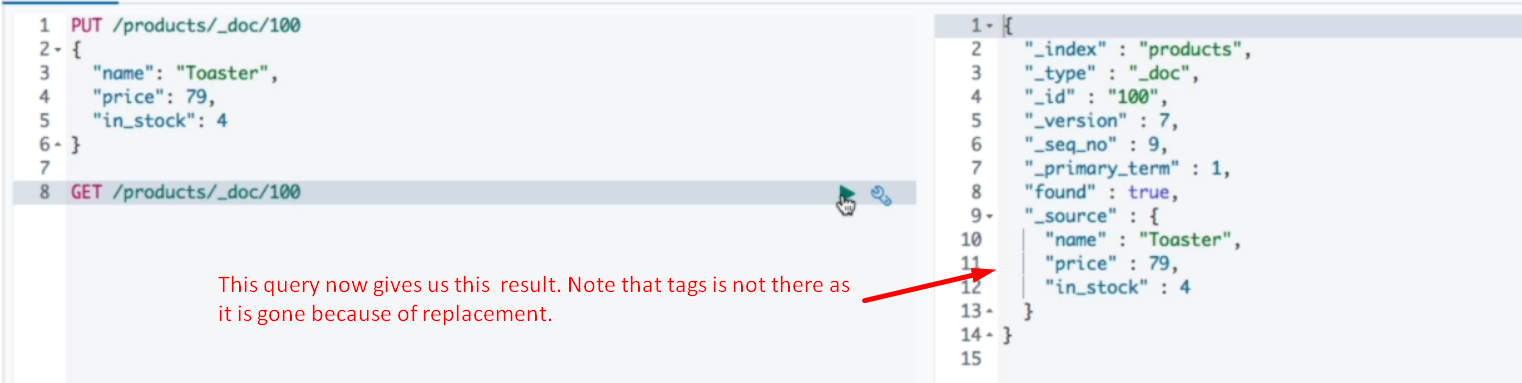 1 PUT /products/_doc/100
2 {
3 "name": "Toaster",
4 "price": 79,
5 "in_stock": 4
6 }
7
8 GET /products/_doc/100
This query now gives us this result. Note that tags is not there as
it is gone because of replacement.
1 {
2 "_index" : "products",
3 "_type" : "_doc",
4 "_id" : "100",
5 "_version" : 7,
6 "_seq_no" : 9,
7 "_primary_term" : 1,
8 "found" : true,
9 "_source" : {
10 "name" : "Toaster",
11 "price" : 79,
12 "in_stock" : 4
13 }
14 }
15